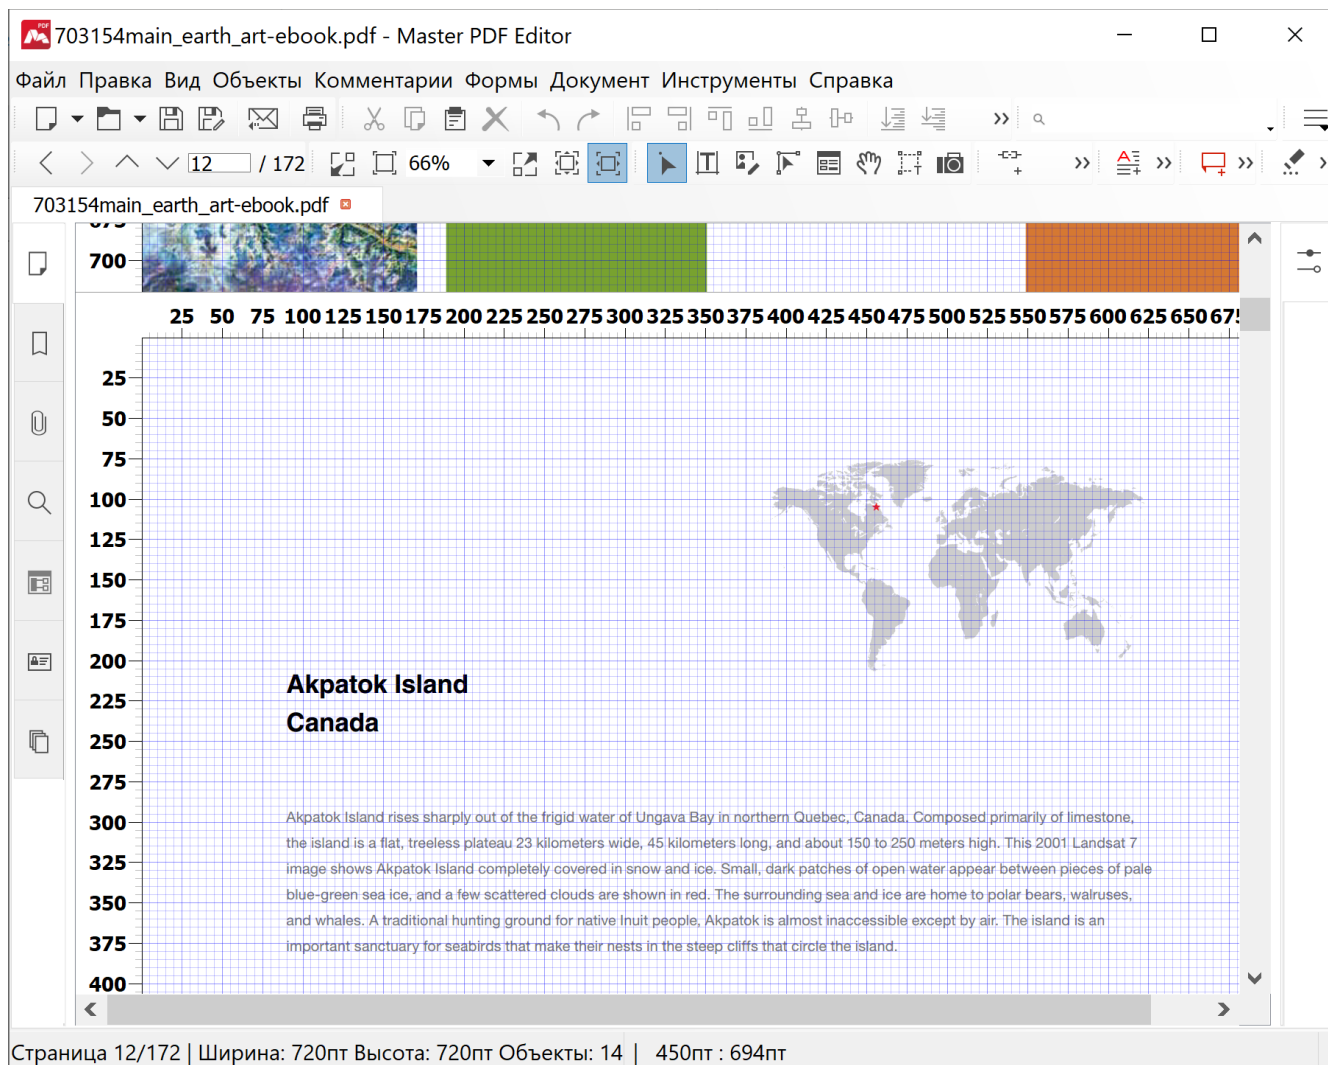 703154main_earth_art-ebook.pdf - Master PDF Editor
Файл Правка Вид Объекты Комментарии Формы Документ Инструменты Справка
12 / 172 66%
703154main_earth_art-ebook.pdf
675
700
25 50 75 100 125 150 175 200 225 250 275 300 325 350 375 400 425 450 475 500 525 550 575 600 625 650 675
25
50
75
100
125
150
175
200
Akpatok Island
225
Canada
250
275
300
325
350
375
400
Akpatok Island rises sharply out of the frigid water of Ungava Bay in northern Quebec, Canada. Composed primarily of limestone,
the island is a flat, treeless plateau 23 kilometers wide, 45 kilometers long, and about 150 to 250 meters high. This 2001 Landsat 7
image shows Akpatok Island completely covered in snow and ice. Small, dark patches of open water appear between pieces of pale
blue-green sea ice, and a few scattered clouds are shown in red. The surrounding sea and ice are home to polar bears, walruses,
and whales. A traditional hunting ground for native Inuit people, Akpatok is almost inaccessible except by air. The island is an
important sanctuary for seabirds that make their nests in the steep cliffs that circle the island.
Страница 12/172 | Ширина: 720пт Высота: 720пт Объекты: 14 | 450пт : 694пт